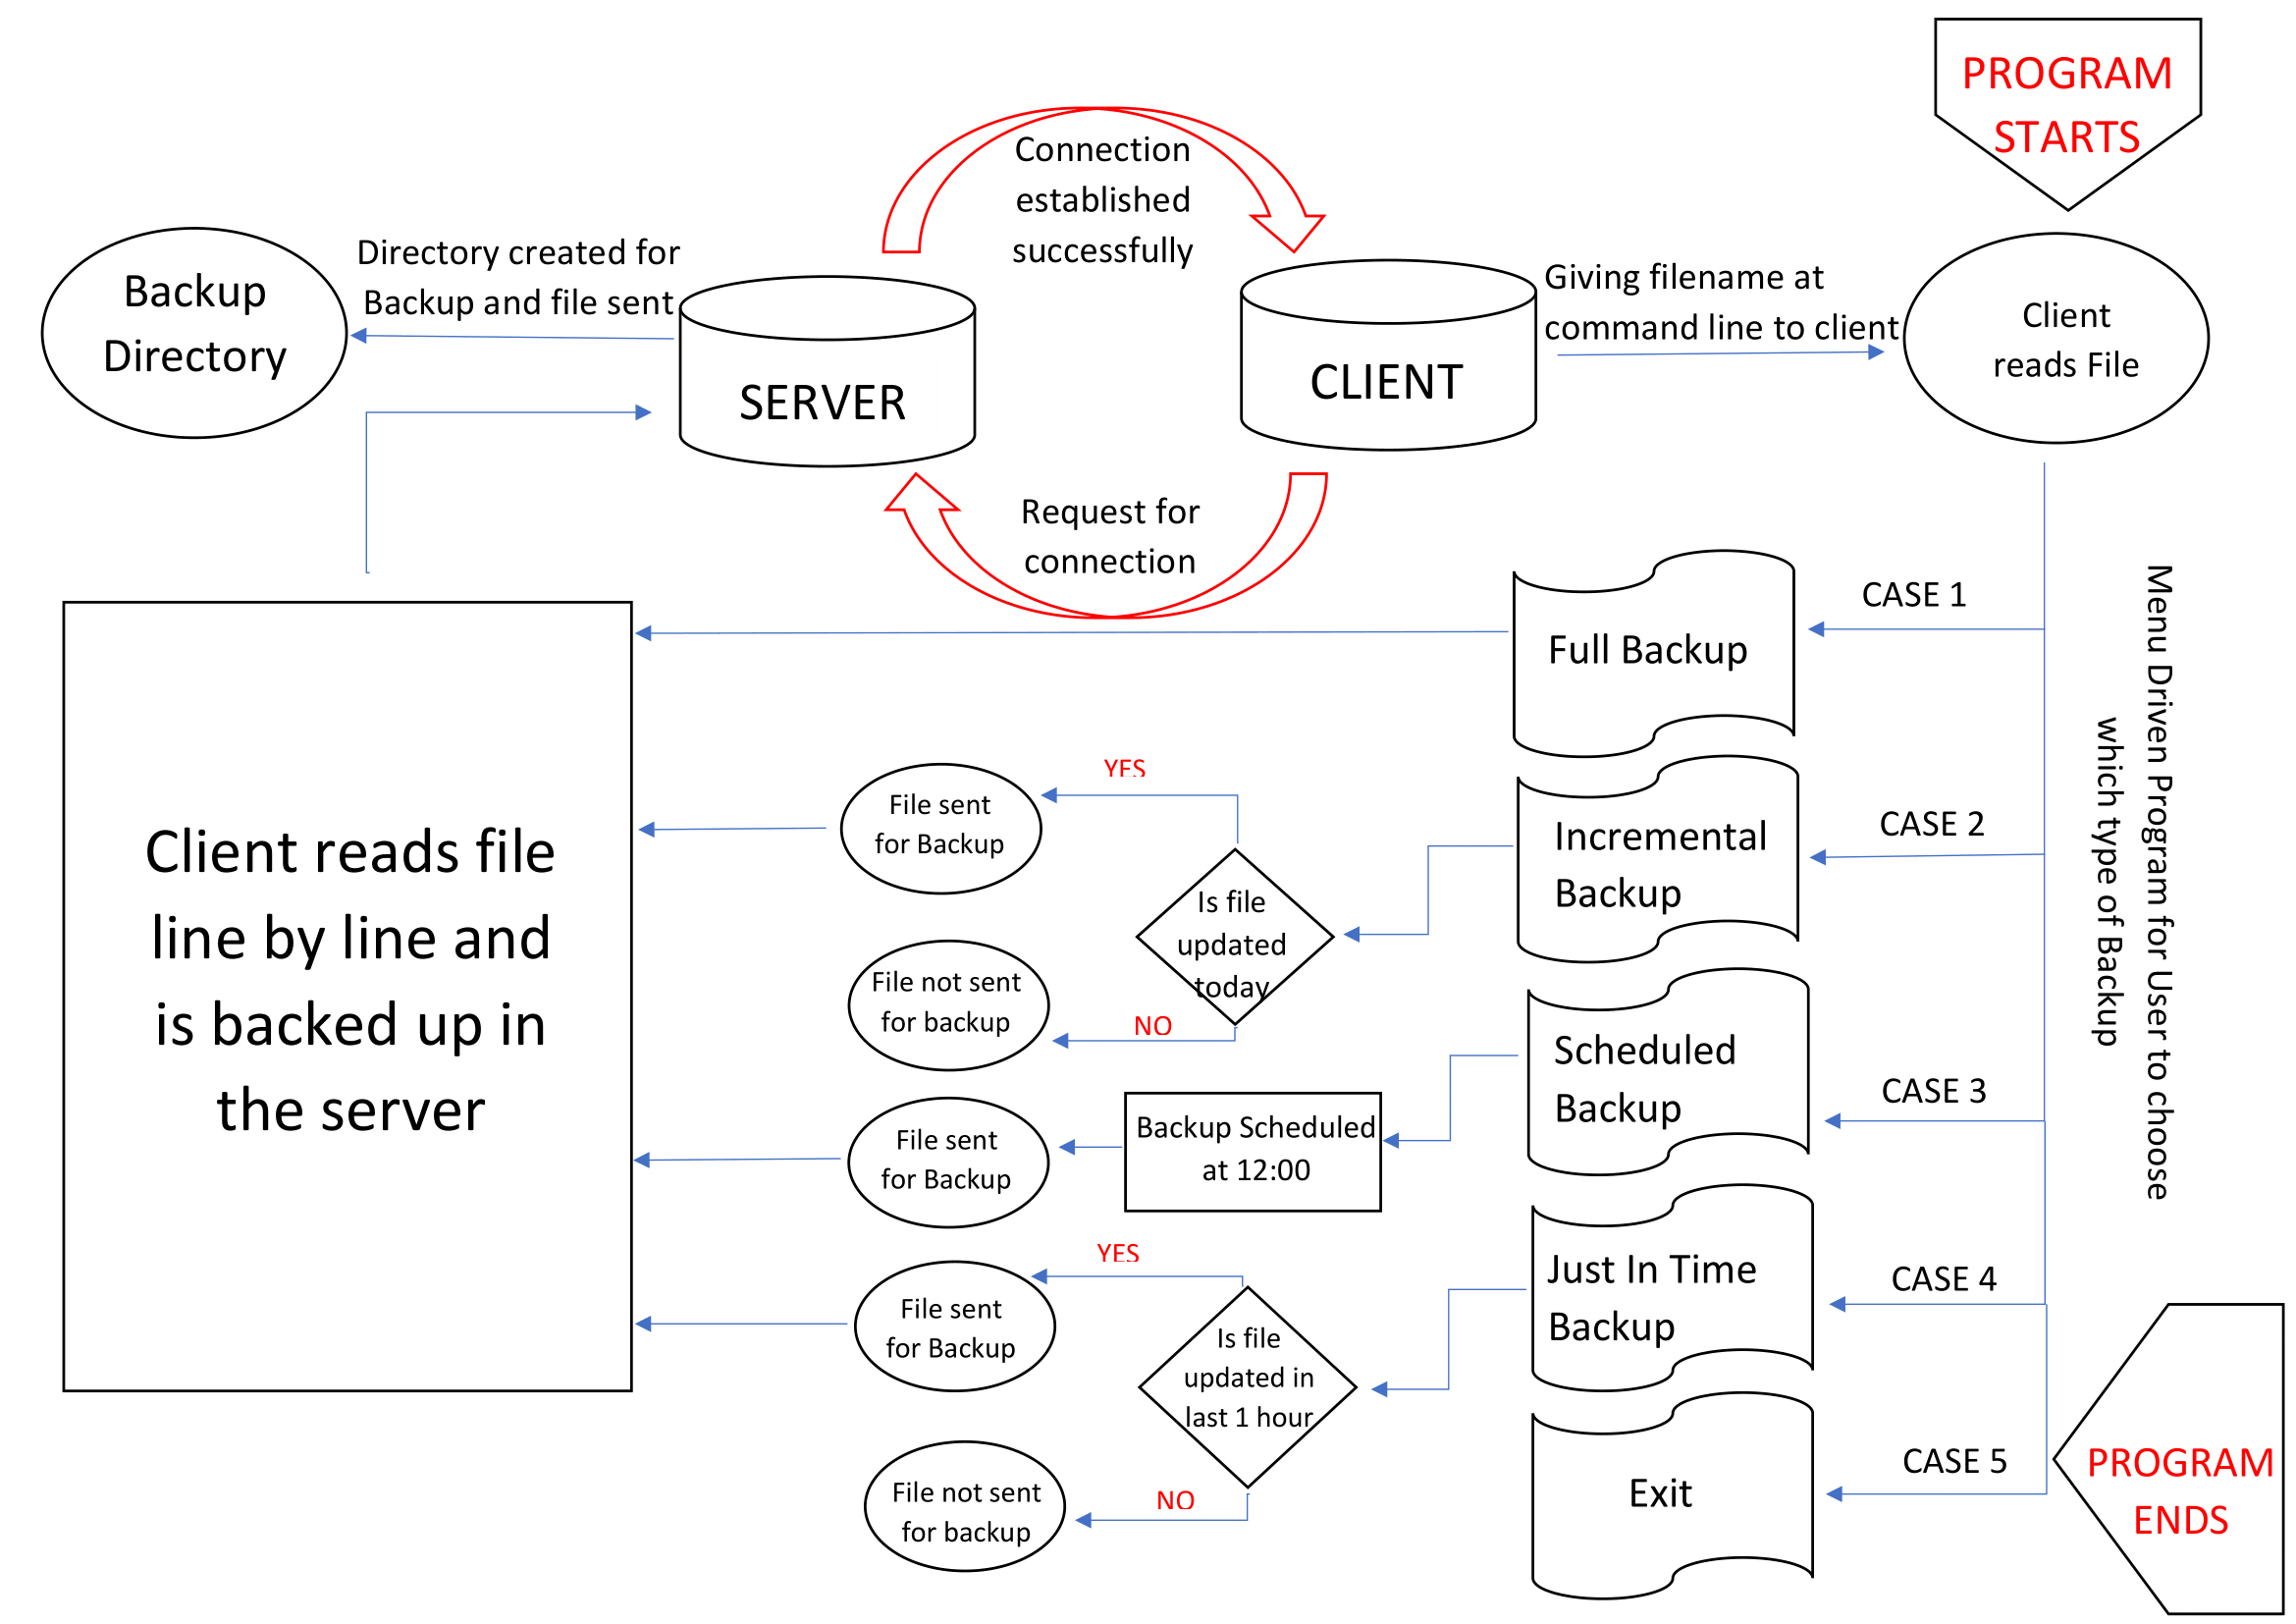 PROGRAM
STARTS
Connection
established
successfully
Directory created for
Backup and file sent
Backup
Directory
SERVER
CLIENT
Giving filename at
command line to client
Client
reads File
Request for
connection
CASE 1
Full Backup
Menu Driven Program for User to choose
which type of Backup
YES
File sent
for Backup
Incremental
Backup
CASE 2
Is file
updated
today
Client reads file
line by line and
is backed up in
the server
File not sent
for backup
NO
Scheduled
Backup
CASE 3
Backup Scheduled
at 12:00
File sent
for Backup
YES
Just In Time
Backup
CASE 4
File sent
for Backup
Is file
updated in
last 1 hour
File not sent
for backup
NO
Exit
CASE 5
PROGRAM
ENDS